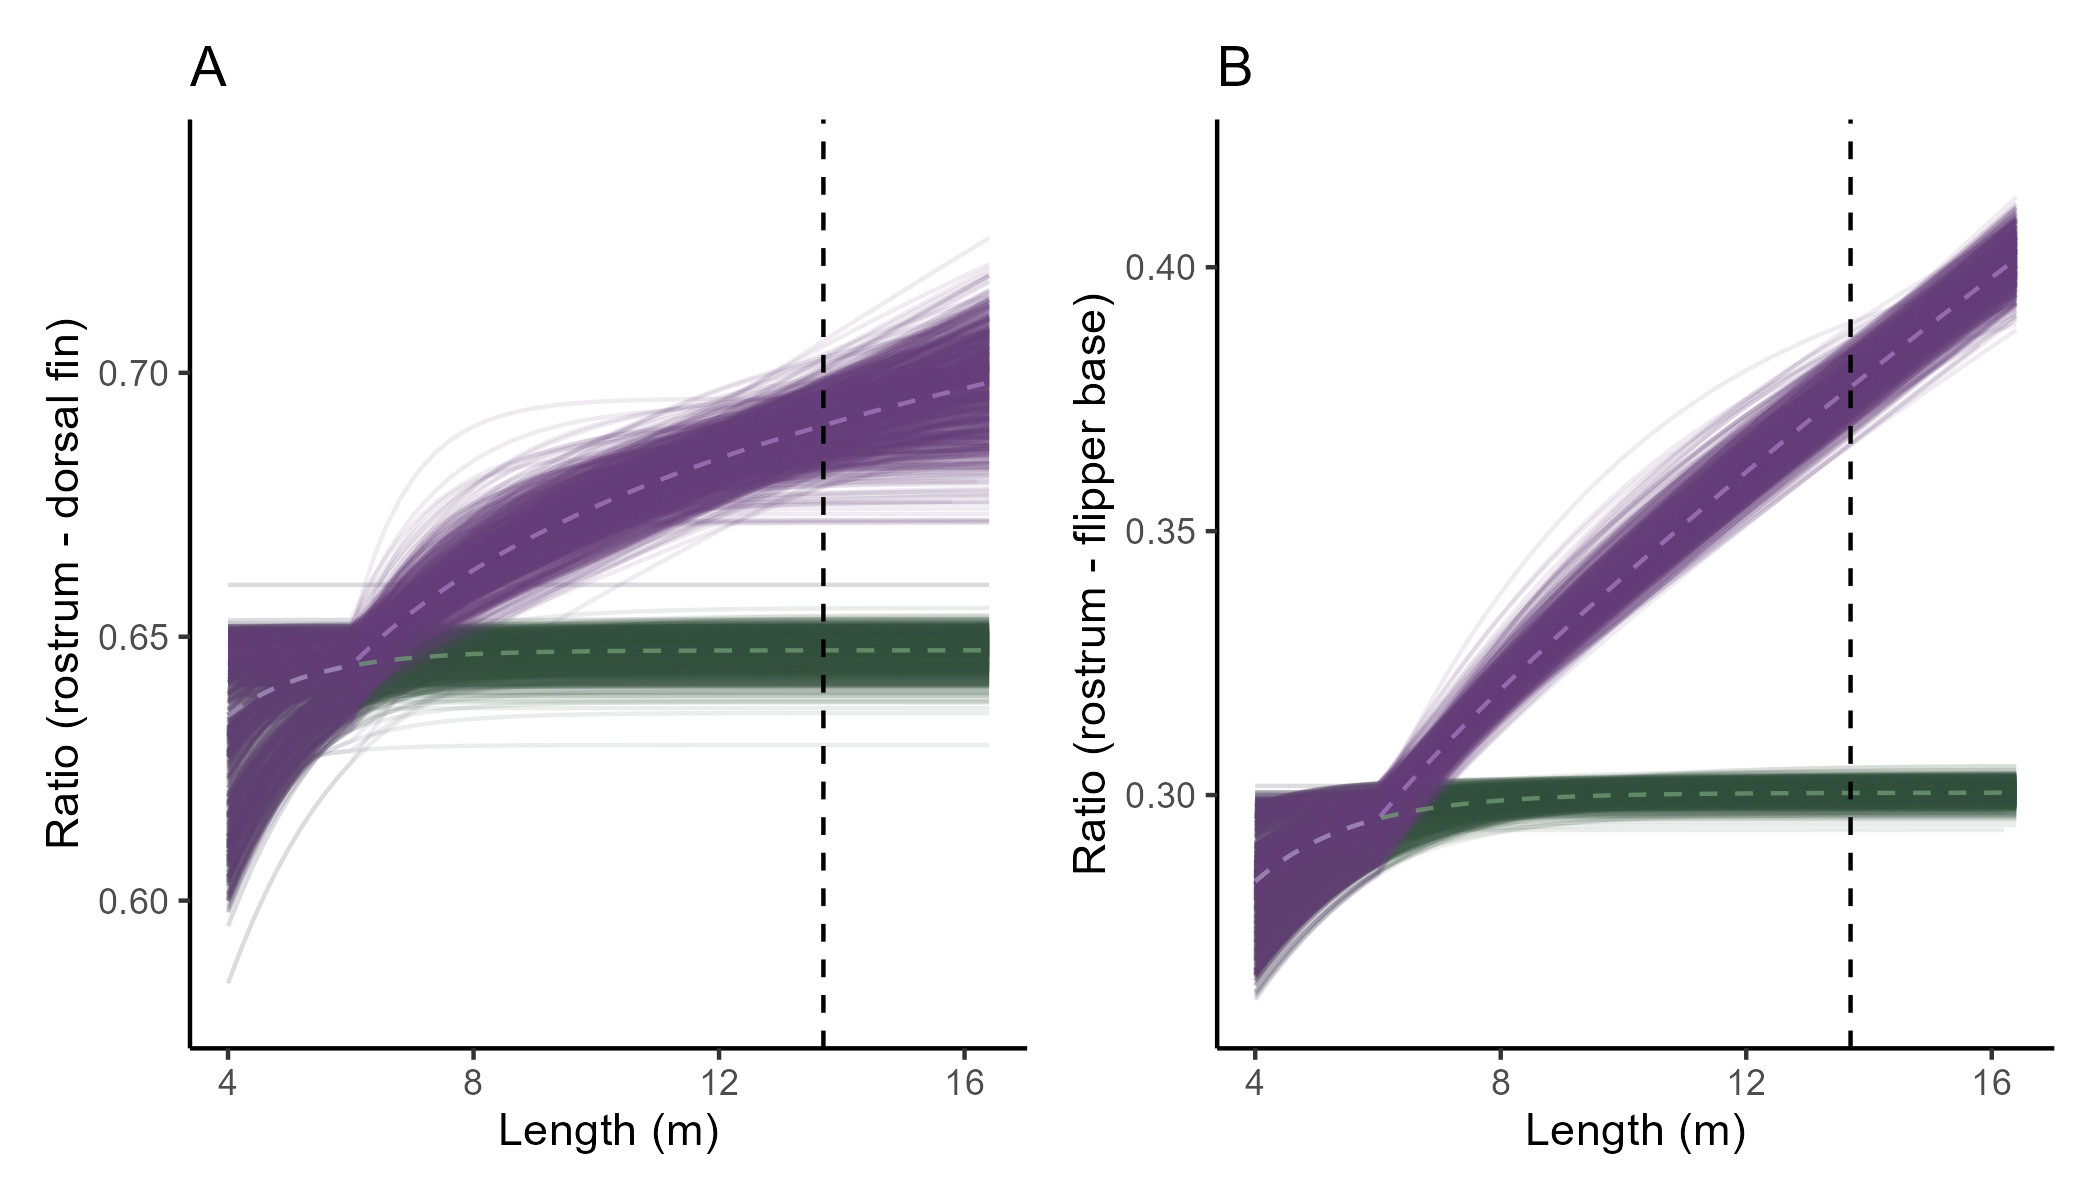 A
Ratio (rostrum - dorsal fin)
0.70
0.65
0.60
4 8 12 16
Length (m)
B
Ratio (rostrum - flipper base)
0.40
0.35
0.30
4 8 12 16
Length (m)